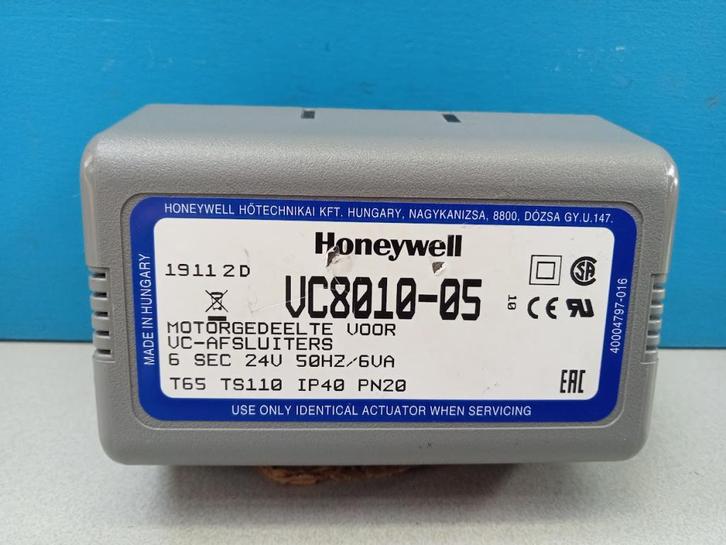 HONEYWELL HŐTECHNIKAI KFT. HUNGARY, NAGYKANIZSA, 8800, DÓZSA GY.U.147.
MADE IN HUNGARY
Honeywell
19112D
VC8010-05
10
CE
MOTORGEDEELTE VOOR
VC-AFSLUITERS
6 SEC 24V 50HZ/6VA
T65 TS110 IP40 PN20
EAC
40004797-016
USE ONLY IDENTICAL ACTUATOR WHEN SERVICING